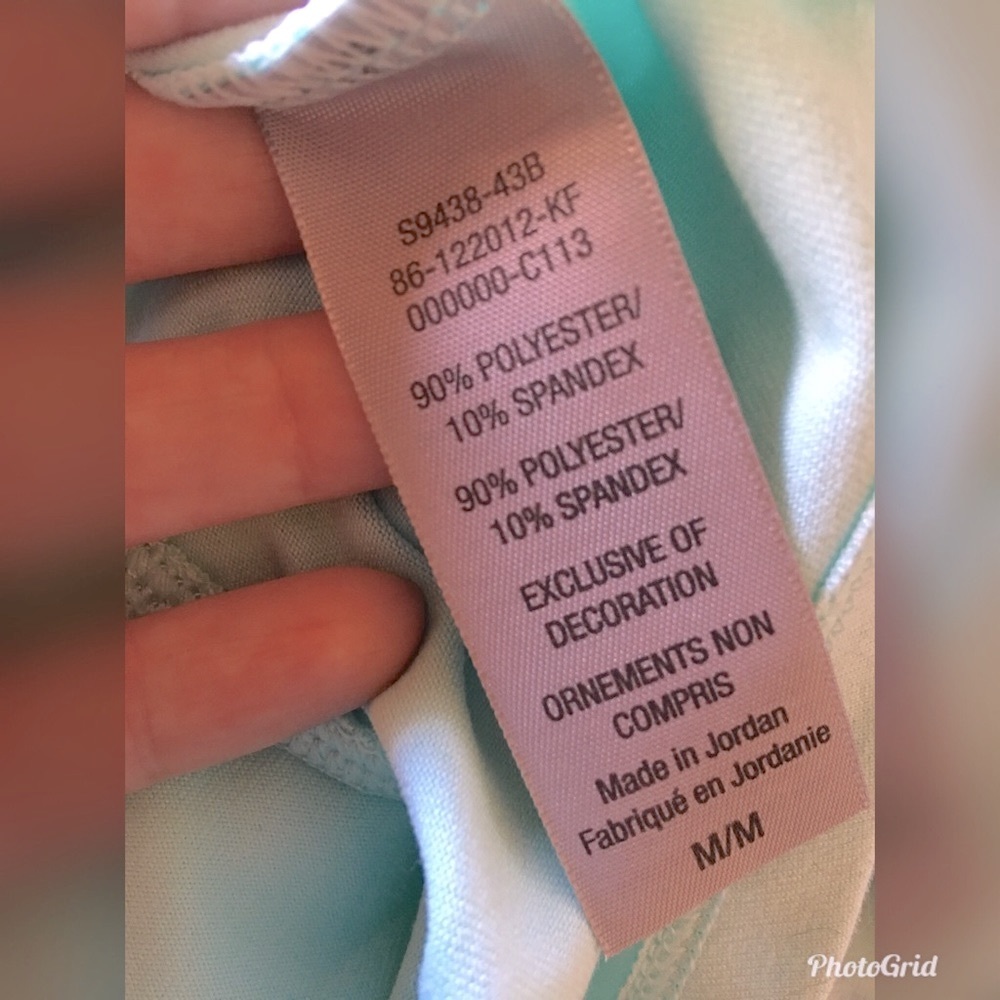 S9438-43B
86-122012-KF
000000-C113
90% POLYESTER/
10% SPANDEX
90% POLYESTER/
10% SPANDEX
EXCLUSIVE OF
DECORATION
ORNEMENTS NON
COMPRIS
Made in Jordan
Fabriqué en Jordanie
M/M
PhotoGrid